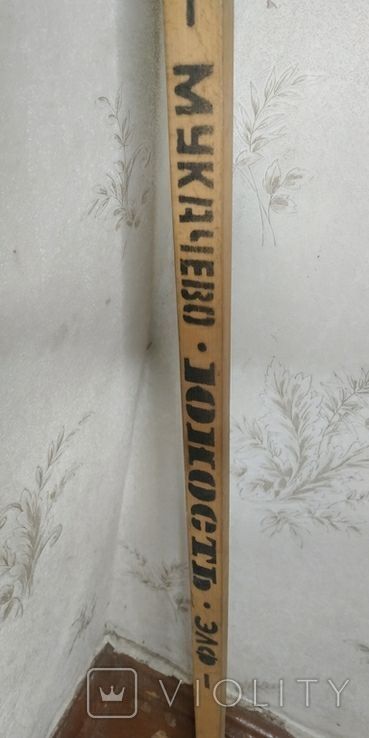 — МУКАЧЕВО · ЮНОСТЬ · ЭЛФ —
VIOLITY